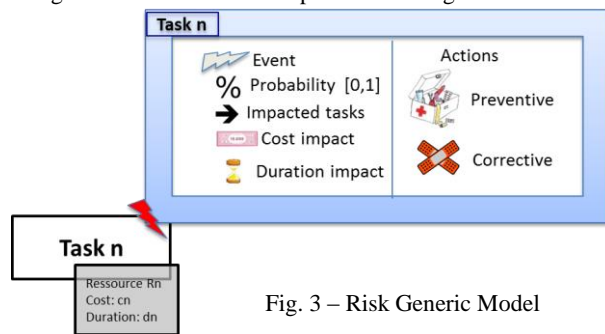 Task n
Event
% Probability [0,1]
Impacted tasks
Cost impact
Duration impact
Actions
Preventive
Corrective
Task n
Ressource Rn
Cost: cn
Duration: dn
Fig. 3 – Risk Generic Model